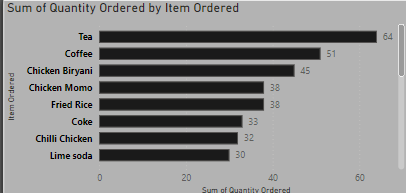 Sum of Quantity Ordered by Item Ordered
Item Ordered
Tea 64
Coffee 51
Chicken Biryani 45
Chicken Momo 38
Fried Rice 38
Coke 33
Chilli Chicken 32
Lime soda 30
0 20 40 60
Sum of Quantity Ordered